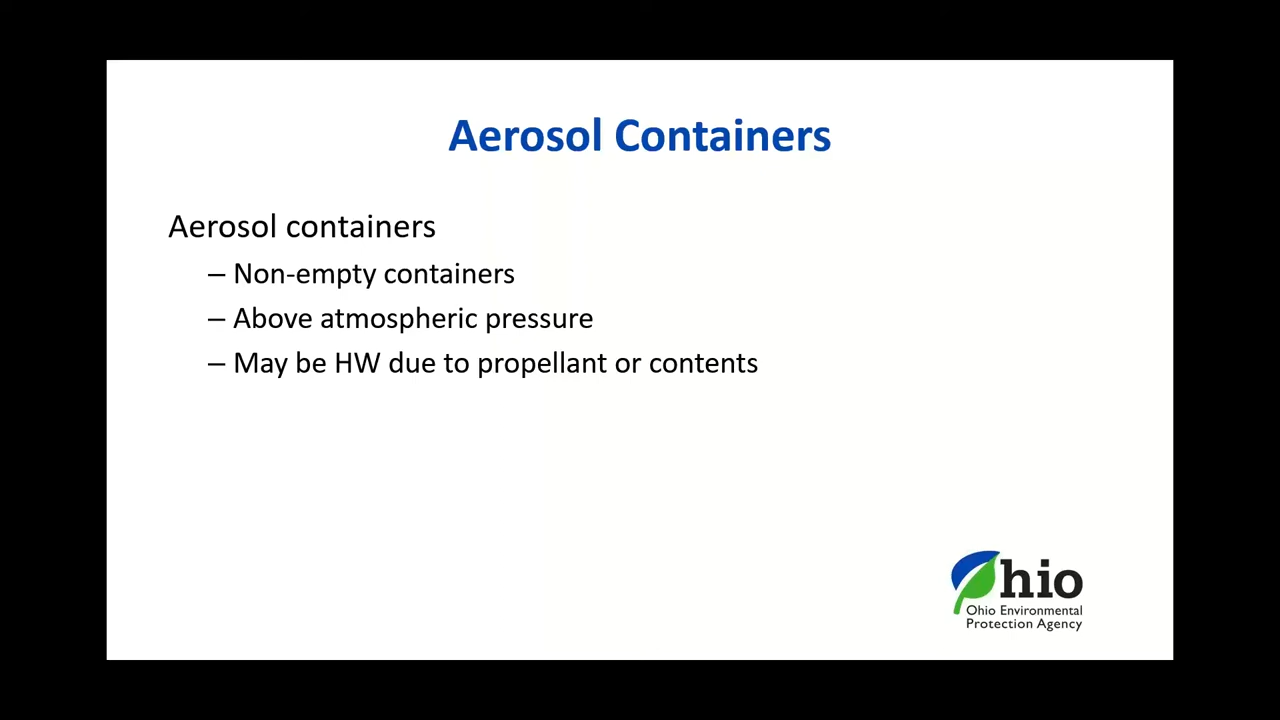 Aerosol Containers
Aerosol containers
– Non-empty containers
– Above atmospheric pressure
– May be HW due to propellant or contents
Ohio
Ohio Environmental
Protection Agency